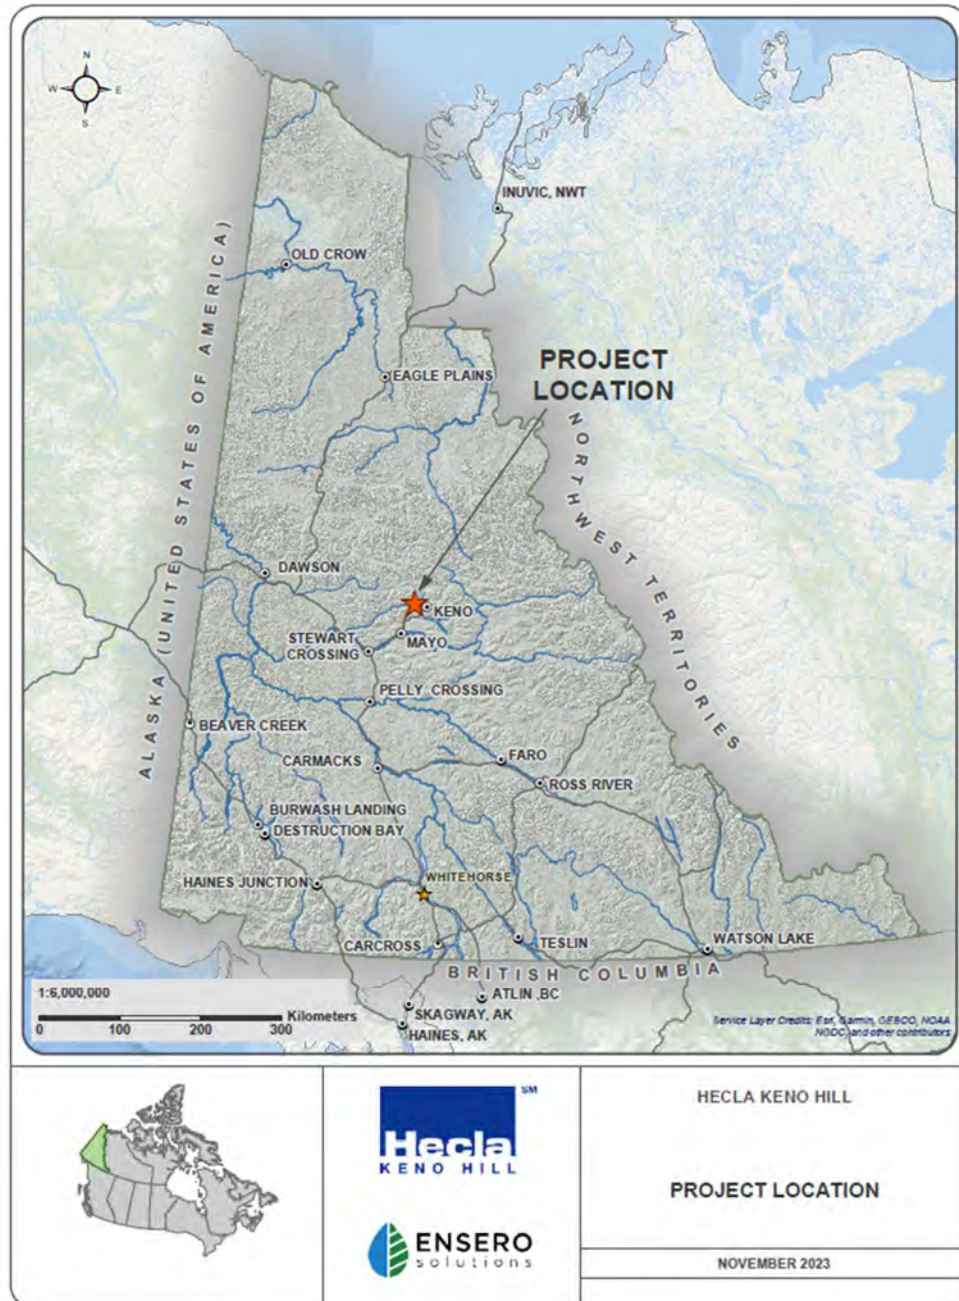 N
W E
S
INUVIC, NWT
OLD CROW
EAGLE PLAINS
PROJECT
LOCATION
ALASKA (UNITED STATES OF AMERICA)
NORTHWEST TERRITORIES
DAWSON
KENO
MAYO
STEWART
CROSSING
PELLY CROSSING
BEAVER CREEK
CARMACKS
FARO
ROSS RIVER
BURWASH LANDING
DESTRUCTION BAY
HAINES JUNCTION
WHITEHORSE
CARCROSS
TESLIN
WATSON LAKE
BRITISH COLUMBIA
ATLIN ,BC
SKAGWAY, AK
HAINES, AK
1:6,000,000
Kilometers
0 100 200 300
Service Layer Credits: Esri, Garmin, GEBCO, NOAA
NGDC, and other contributors
SM
Hecla
KENO HILL
ENSERO
solutions
HECLA KENO HILL
PROJECT LOCATION
NOVEMBER 2023